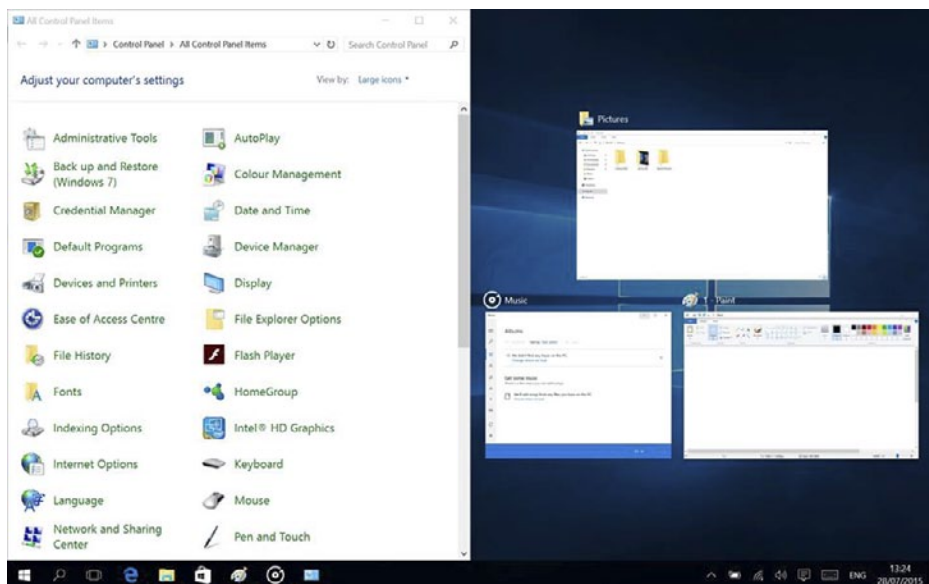 All Control Panel Items
Control Panel > All Control Panel Items
Search Control Panel
Adjust your computer's settings
View by: Large icons
Administrative Tools
AutoPlay
Back up and Restore
(Windows 7)
Colour Management
Credential Manager
Date and Time
Default Programs
Device Manager
Devices and Printers
Display
Ease of Access Centre
File Explorer Options
File History
Flash Player
Fonts
HomeGroup
Indexing Options
Intel® HD Graphics
Internet Options
Keyboard
Language
Mouse
Network and Sharing
Center
Pen and Touch
Pictures
Music
1 - Paint
Albums
ENG
13:24
28/07/2015